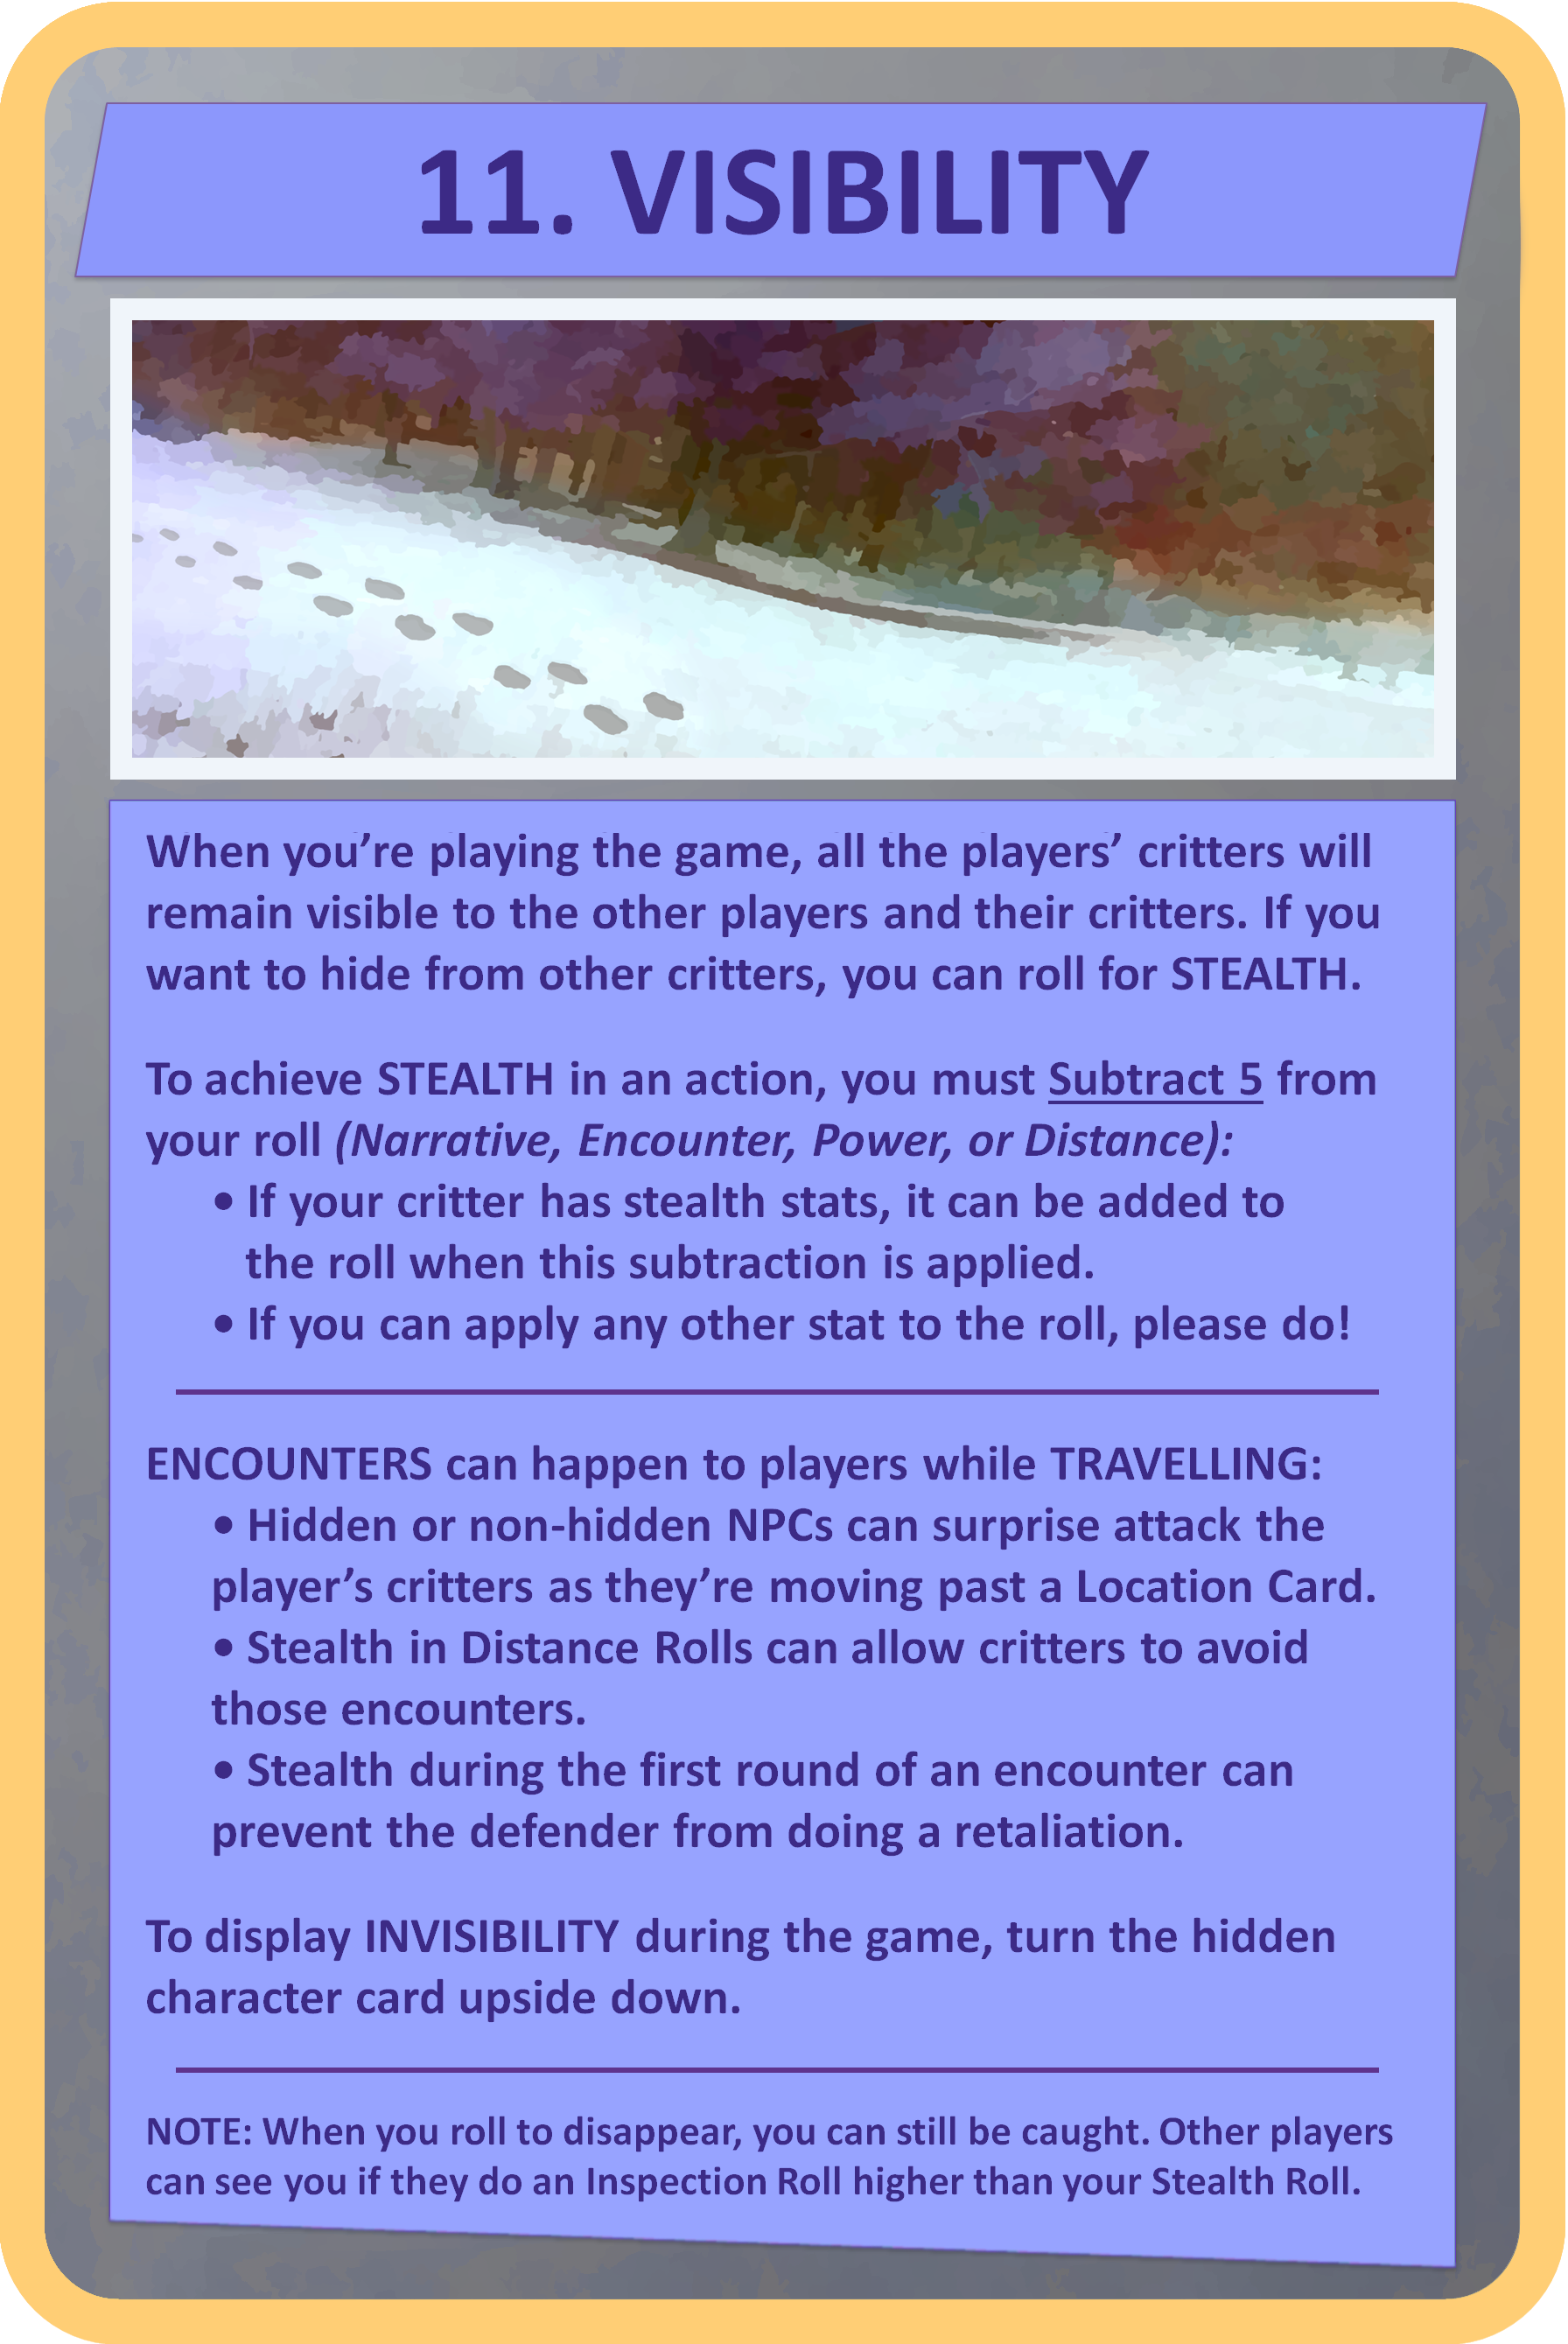 11. VISIBILITY
When you’re playing the game, all the players’ critters will
remain visible to the other players and their critters. If you
want to hide from other critters, you can roll for STEALTH.
To achieve STEALTH in an action, you must Subtract 5 from
your roll (Narrative, Encounter, Power, or Distance):
• If your critter has stealth stats, it can be added to
the roll when this subtraction is applied.
• If you can apply any other stat to the roll, please do!
ENCOUNTERS can happen to players while TRAVELLING:
• Hidden or non-hidden NPCs can surprise attack the
player’s critters as they’re moving past a Location Card.
• Stealth in Distance Rolls can allow critters to avoid
those encounters.
• Stealth during the first round of an encounter can
prevent the defender from doing a retaliation.
To display INVISIBILITY during the game, turn the hidden
character card upside down.
NOTE: When you roll to disappear, you can still be caught. Other players
can see you if they do an Inspection Roll higher than your Stealth Roll.